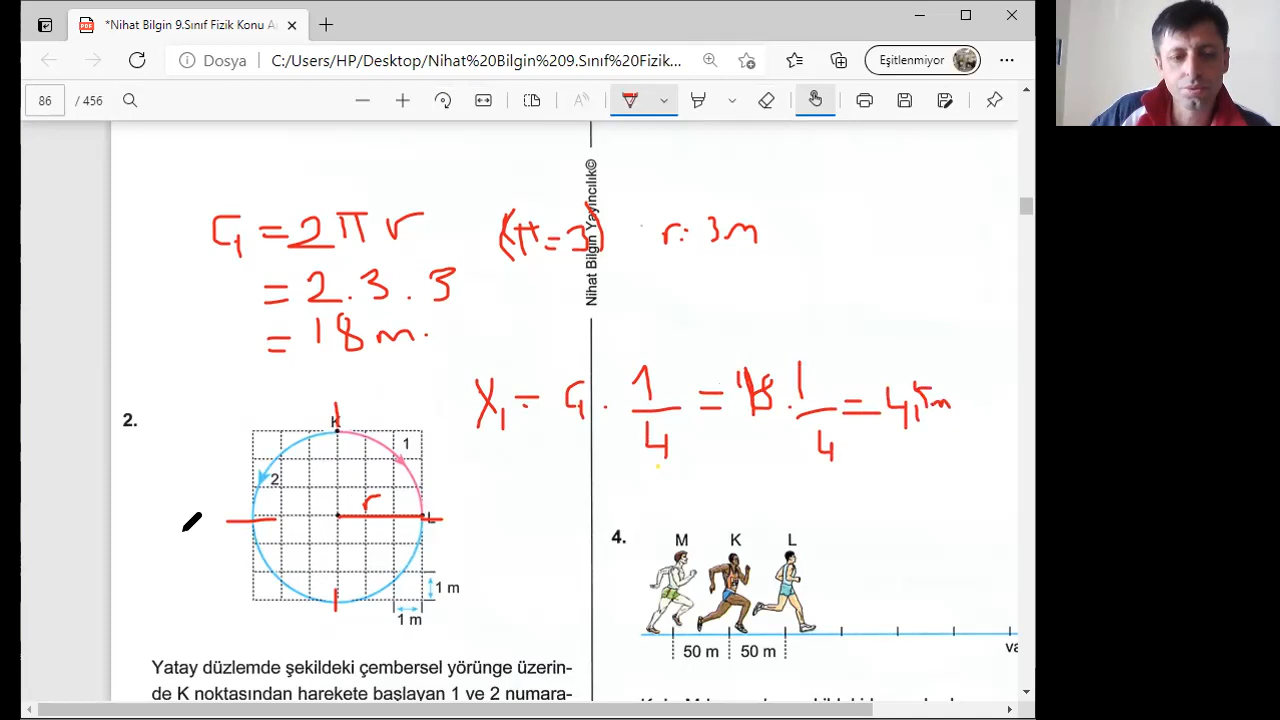 *Nihat Bilgin 9.Sınıf Fizik Konu A
Dosya
C:/Users/HP/Desktop/Nihat%20Bilgin%209.Sınıf%20Fizik%...
Eşitlenmiyor
86 / 456
Nihat Bilgin Yayıncılık©
Ç1 = 2 π r (π = 3) r: 3m
= 2 . 3 . 3
= 18 m.
X1 = Ç1 . 1/4 = 18 . 1/4 = 4,5m
2.
K
1
2
r
L
1 m
1 m
4.
M K L
50 m 50 m
Yatay düzlemde şekildeki çembersel yörünge üzerin-
de K noktasından harekete başlayan 1 ve 2 numara-